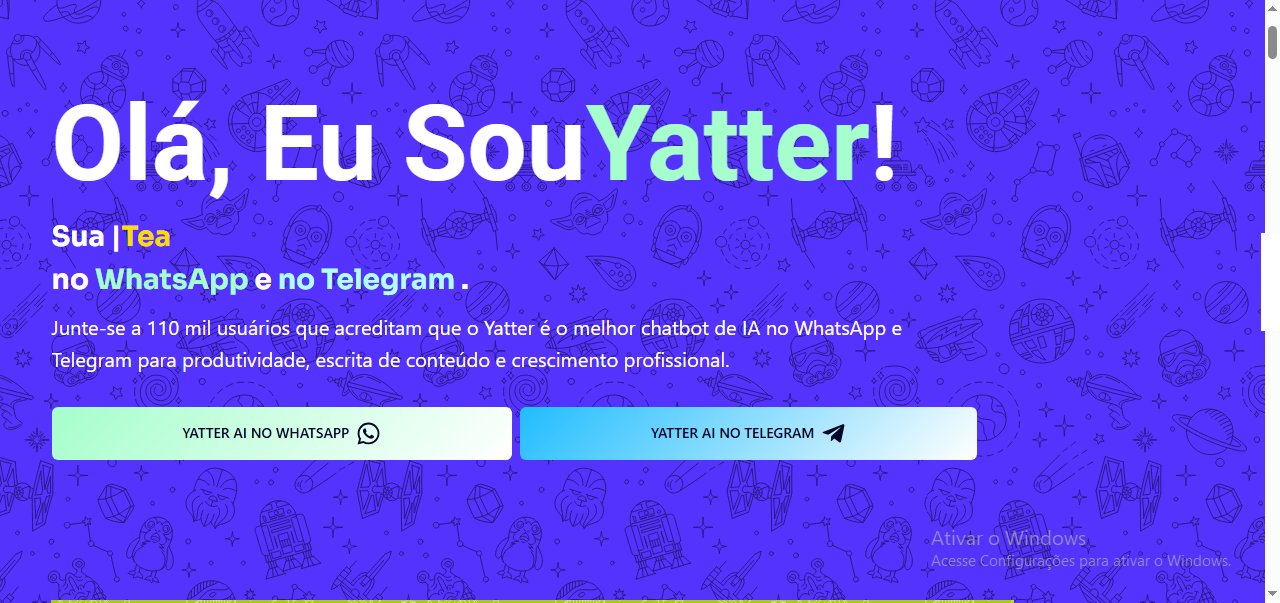 Olá, Eu SouYatter!
Sua |Tea
no WhatsApp e no Telegram .
Junte-se a 110 mil usuários que acreditam que o Yatter é o melhor chatbot de IA no WhatsApp e
Telegram para produtividade, escrita de conteúdo e crescimento profissional.
YATTER AI NO WHATSAPP
YATTER AI NO TELEGRAM
Ativar o Windows
Acesse Configurações para ativar o Windows.